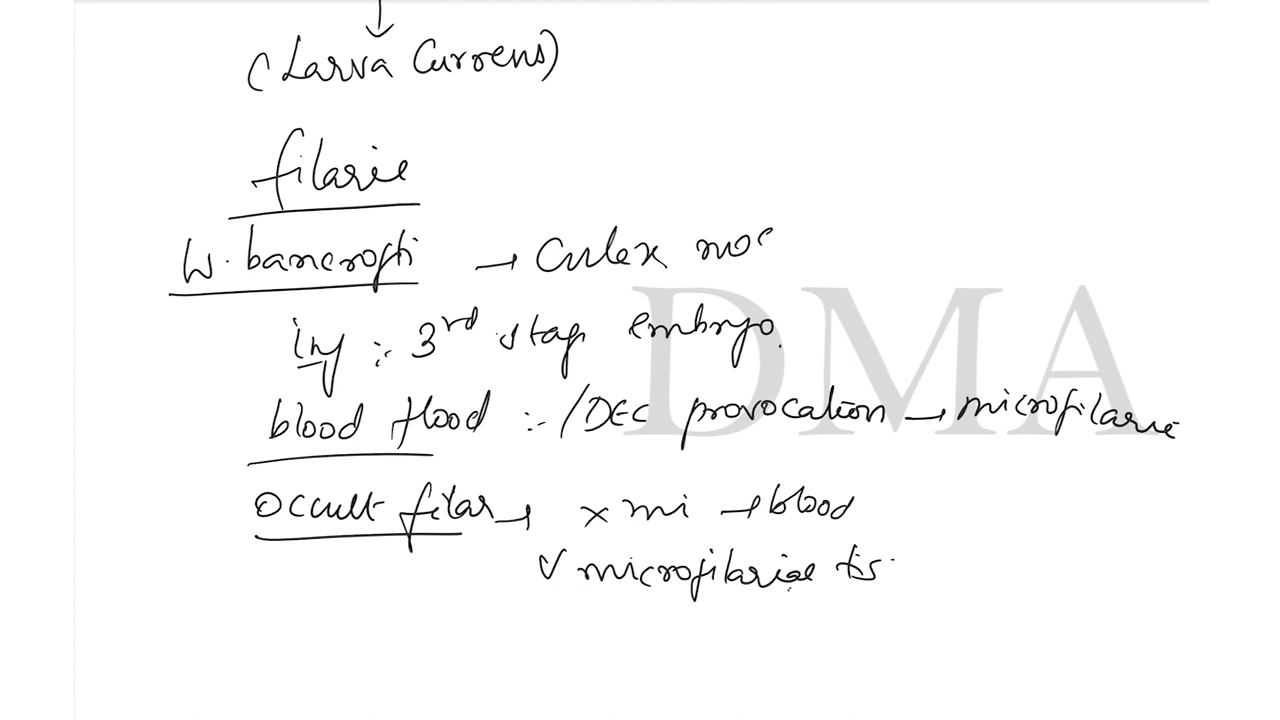 (Larva Currens)
filarie
W. bancrofti → Culex mos
inf :- 3rd stage embryo.
blood flood :- /DEC provocation → microfilarie
Occult filar → x mi → blood
✓ microfilariae tis.
DMA